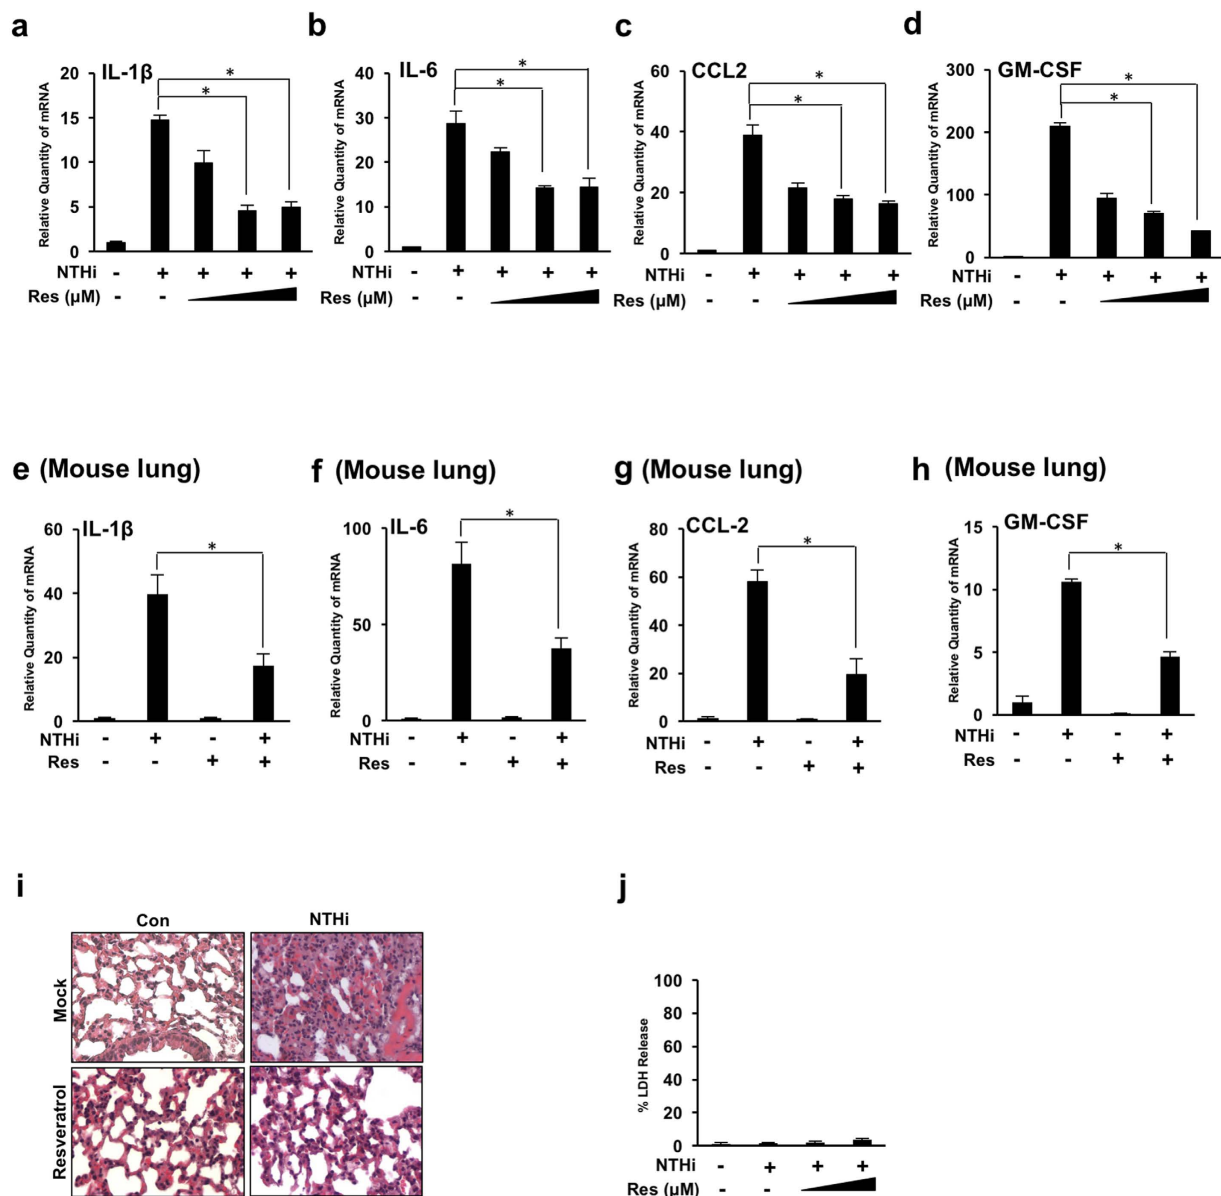 a
IL-1β
Relative Quantity of mRNA
20
15
10
5
0
* *
NTHi - + + + +
Res (μM) - -
b
IL-6
Relative Quantity of mRNA
40
30
20
10
0
* *
NTHi - + + + +
Res (μM) - -
c
CCL2
Relative Quantity of mRNA
60
40
20
0
* *
NTHi - + + + +
Res (μM) - -
d
GM-CSF
Relative Quantity of mRNA
300
200
100
0
* *
NTHi - + + + +
Res (μM) - -
e (Mouse lung)
IL-1β
Relative Quantity of mRNA
60
40
20
0
*
NTHi - + - +
Res - - + +
f (Mouse lung)
IL-6
Relative Quantity of mRNA
100
50
0
*
NTHi - + - +
Res - - + +
g (Mouse lung)
CCL-2
Relative Quantity of mRNA
80
60
40
20
0
*
NTHi - + - +
Res - - + +
h (Mouse lung)
GM-CSF
Relative Quantity of mRNA
15
10
5
0
*
NTHi - + - +
Res - - + +
i
Con NTHi
Mock
Resveratrol
j
% LDH Release
100
80
60
40
20
0
NTHi - + + +
Res (μM) - -